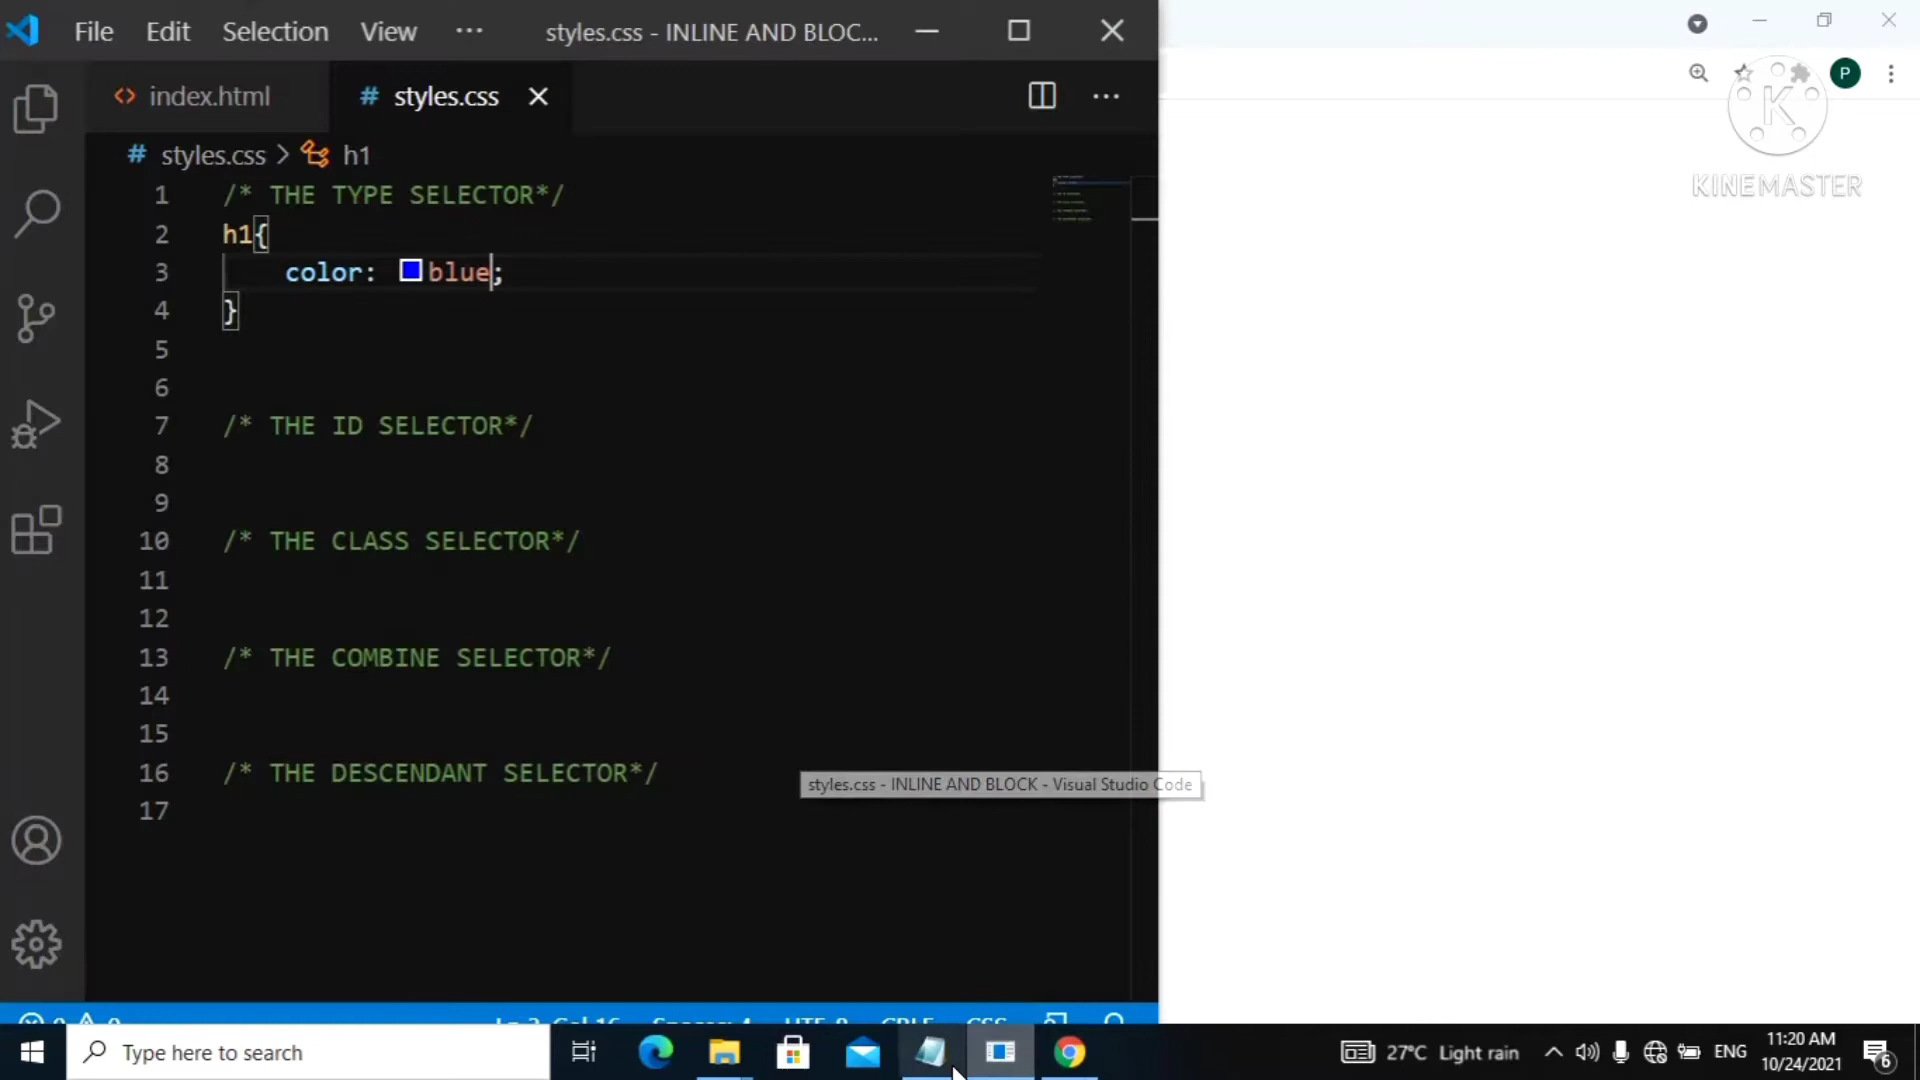 File Edit Selection View ··· styles.css - INLINE AND BLOC...
index.html styles.css
P
K
KINEMASTER
# styles.css > h1
1 /* THE TYPE SELECTOR*/
2 h1{
3 color: blue;
4 }
5
6
7 /* THE ID SELECTOR*/
8
9
10 /* THE CLASS SELECTOR*/
11
12
13 /* THE COMBINE SELECTOR*/
14
15
16 /* THE DESCENDANT SELECTOR*/
styles.css - INLINE AND BLOCK - Visual Studio Code
17
Type here to search
27°C Light rain
ENG
11:20 AM
10/24/2021
6